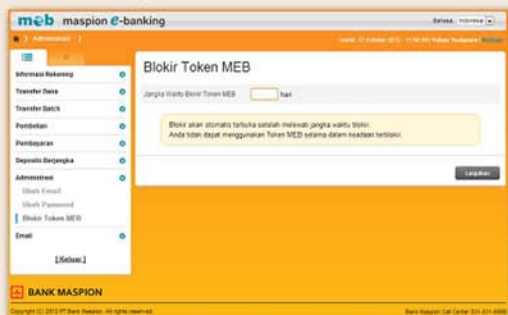 meb maspion e-banking
Bahasa: Indonesia
Administrasi
Informasi Rekening
Transfer Dana
Transfer Batch
Pembelian
Pembayaran
Deposito Berjangka
Administrasi
Ubah Email
Ubah Password
Blokir Token MEB
Email
[Keluar]
Blokir Token MEB
Jangka Waktu Blokir Token MEB hari
Blokir akan otomatis terbuka setelah melewati jangka waktu blokir.
Anda tidak dapat menggunakan Token MEB selama dalam keadaan terblokir.
Lanjutkan
BANK MASPION
Copyright (C) 2012 PT Bank Maspion. All rights reserved.
Bank Maspion Call Center